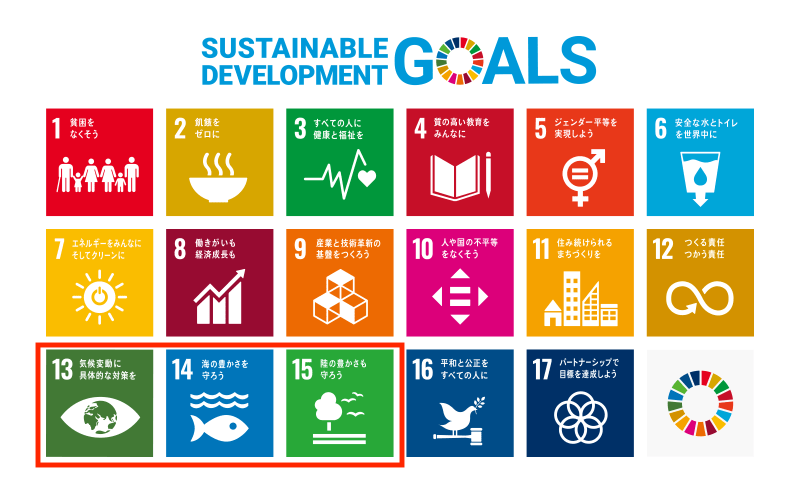 SUSTAINABLE
DEVELOPMENT
GOALS
1 貧困を
なくそう
2 飢餓を
ゼロに
3 すべての人に
健康と福祉を
4 質の高い教育を
みんなに
5 ジェンダー平等を
実現しよう
6 安全な水とトイレ
を世界中に
7 エネルギーをみんなに
そしてクリーンに
8 働きがいも
経済成長も
9 産業と技術革新の
基盤をつくろう
10 人や国の不平等
をなくそう
11 住み続けられる
まちづくりを
12 つくる責任
つかう責任
13 気候変動に
具体的な対策を
14 海の豊かさを
守ろう
15 陸の豊かさも
守ろう
16 平和と公正を
すべての人に
17 パートナーシップで
目標を達成しよう